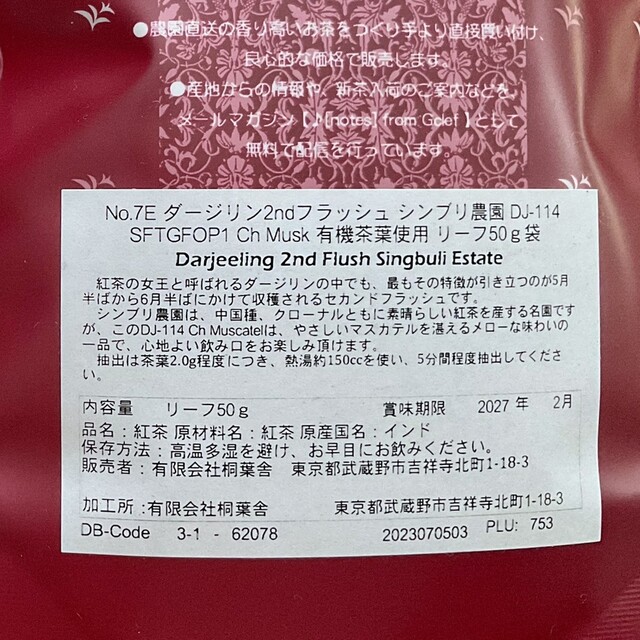 ●農園直送の香り高いお茶をつくり手より直接買い付け、
良心的な価格で販売します。
●産地からの情報や、新茶入荷のご案内などを、
メールマガジン【♪[notes] from Gclef】として
無料で配信を行っています。
No.7E ダージリン2ndフラッシュ シンブリ農園 DJ-114
SFTGFOP1 Ch Musk 有機茶葉使用 リーフ50g袋
Darjeeling 2nd Flush Singbuli Estate
紅茶の女王と呼ばれるダージリンの中でも、最もその特徴が引き立つのが5月
半ばから6月半ばにかけて収穫されるセカンドフラッシュです。
シンブリ農園は、中国種、クローナルともに素晴らしい紅茶を産する名園です
が、このDJ-114 Ch Muscatelは、やさしいマスカテルを湛えるメローな味わいの
一品で、心地よい飲み口をお楽しみ頂けます。
抽出は茶葉2.0g程度につき、熱湯約150ccを使い、5分間程度抽出してくださ
い。
内容量 リーフ50g 賞味期限 2027 年 2月
品名：紅茶 原材料名：紅茶 原産国名：インド
保存方法：高温多湿を避け、お早目にお飲みください。
販売者：有限会社桐葉舎 東京都武蔵野市吉祥寺北町1-18-3
加工所：有限会社桐葉舎 東京都武蔵野市吉祥寺北町1-18-3
DB-Code 3-1 - 62078 2023070503 PLU: 753